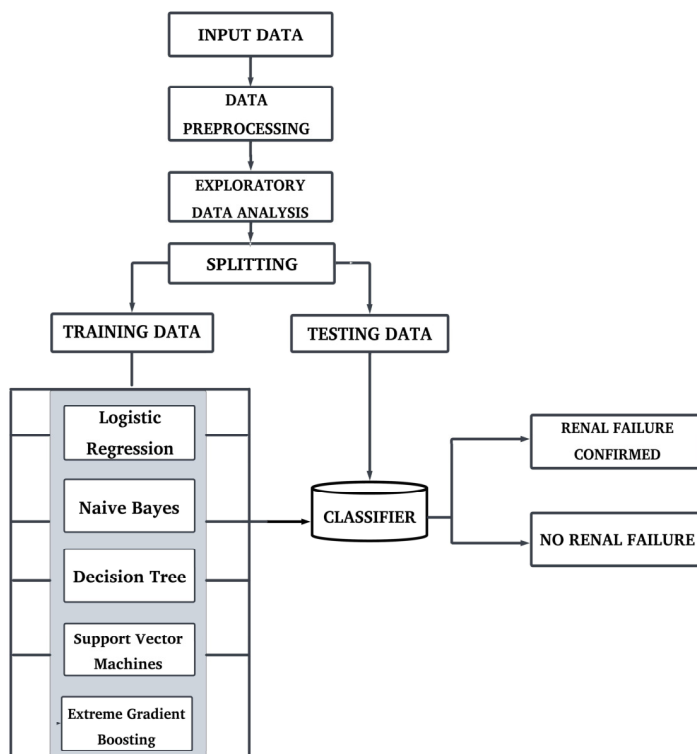 INPUT DATA
DATA
PREPROCESSING
EXPLORATORY
DATA ANALYSIS
SPLITTING
TRAINING DATA
TESTING DATA
Logistic
Regression
Naive Bayes
Decision Tree
Support Vector
Machines
Extreme Gradient
Boosting
CLASSIFIER
RENAL FAILURE
CONFIRMED
NO RENAL FAILURE